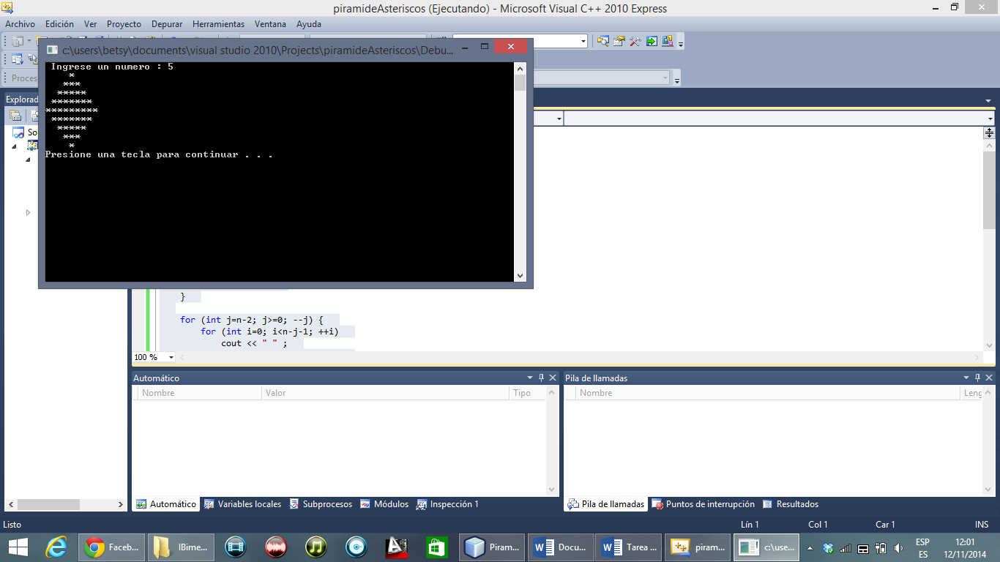 piramideAsteriscos (Ejecutando) - Microsoft Visual C++ 2010 Express
Archivo Edición Ver Proyecto Depurar Herramientas Ventana Ayuda
c:\users\betsy\documents\visual studio 2010\Projects\piramideAsteriscos\Debu...
Proces
Ingrese un numero : 5
    *
   ***
  *****
 *******
*********
 *******
  *****
   ***
    *
Presione una tecla para continuar . . .
Explorad
So
}
for (int j=n-2; j>=0; --j) {
for (int i=0; i<n-j-1; ++i)
cout << " " ;
100 %
Automático
Nombre Valor Tipo
Pila de llamadas
Nombre Leng
Automático Variables locales Subprocesos Módulos Inspección 1
Pila de llamadas Puntos de interrupción Resultados
Listo Lín 1 Col 1 Car 1 INS
Faceb... IBime... Piram... Docu... Tarea ... piram... c:\use...
ESP
ES
12:01
12/11/2014